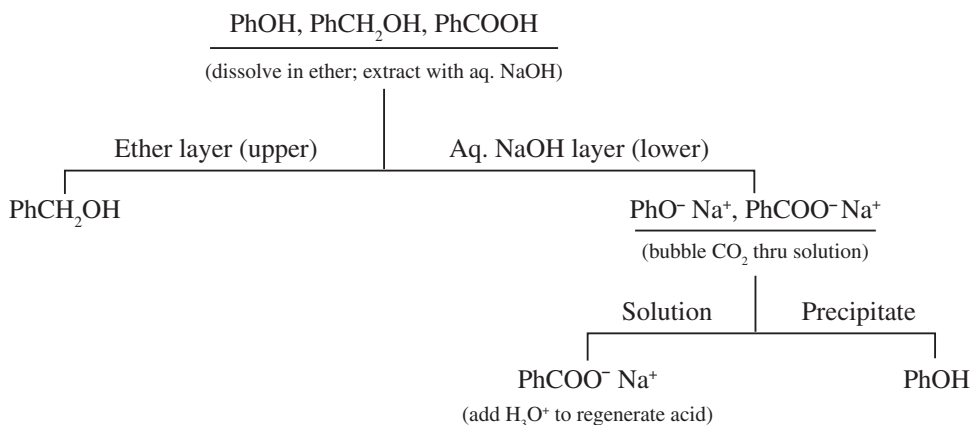 PhOH, PhCH₂OH, PhCOOH
(dissolve in ether; extract with aq. NaOH)
Ether layer (upper)
Aq. NaOH layer (lower)
PhCH₂OH
PhO⁻ Na⁺, PhCOO⁻ Na⁺
(bubble CO₂ thru solution)
Solution
Precipitate
PhCOO⁻ Na⁺
PhOH
(add H₃O⁺ to regenerate acid)